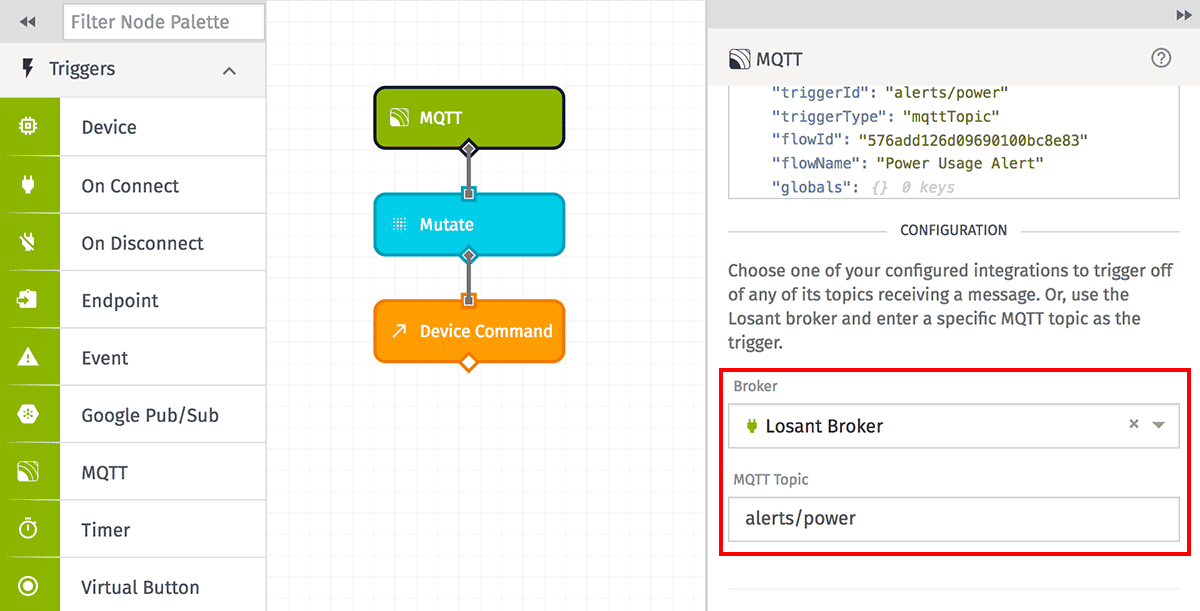 Filter Node Palette
Triggers
Device
On Connect
On Disconnect
Endpoint
Event
Google Pub/Sub
MQTT
Timer
Virtual Button
MQTT
Mutate
Device Command
MQTT
"triggerId": "alerts/power"
"triggerType": "mqttTopic"
"flowId": "576add126d09690100bc8e83"
"flowName": "Power Usage Alert"
"globals": {} 0 keys
CONFIGURATION
Choose one of your configured integrations to trigger off
of any of its topics receiving a message. Or, use the
Losant broker and enter a specific MQTT topic as the
trigger.
Broker
Losant Broker
MQTT Topic
alerts/power